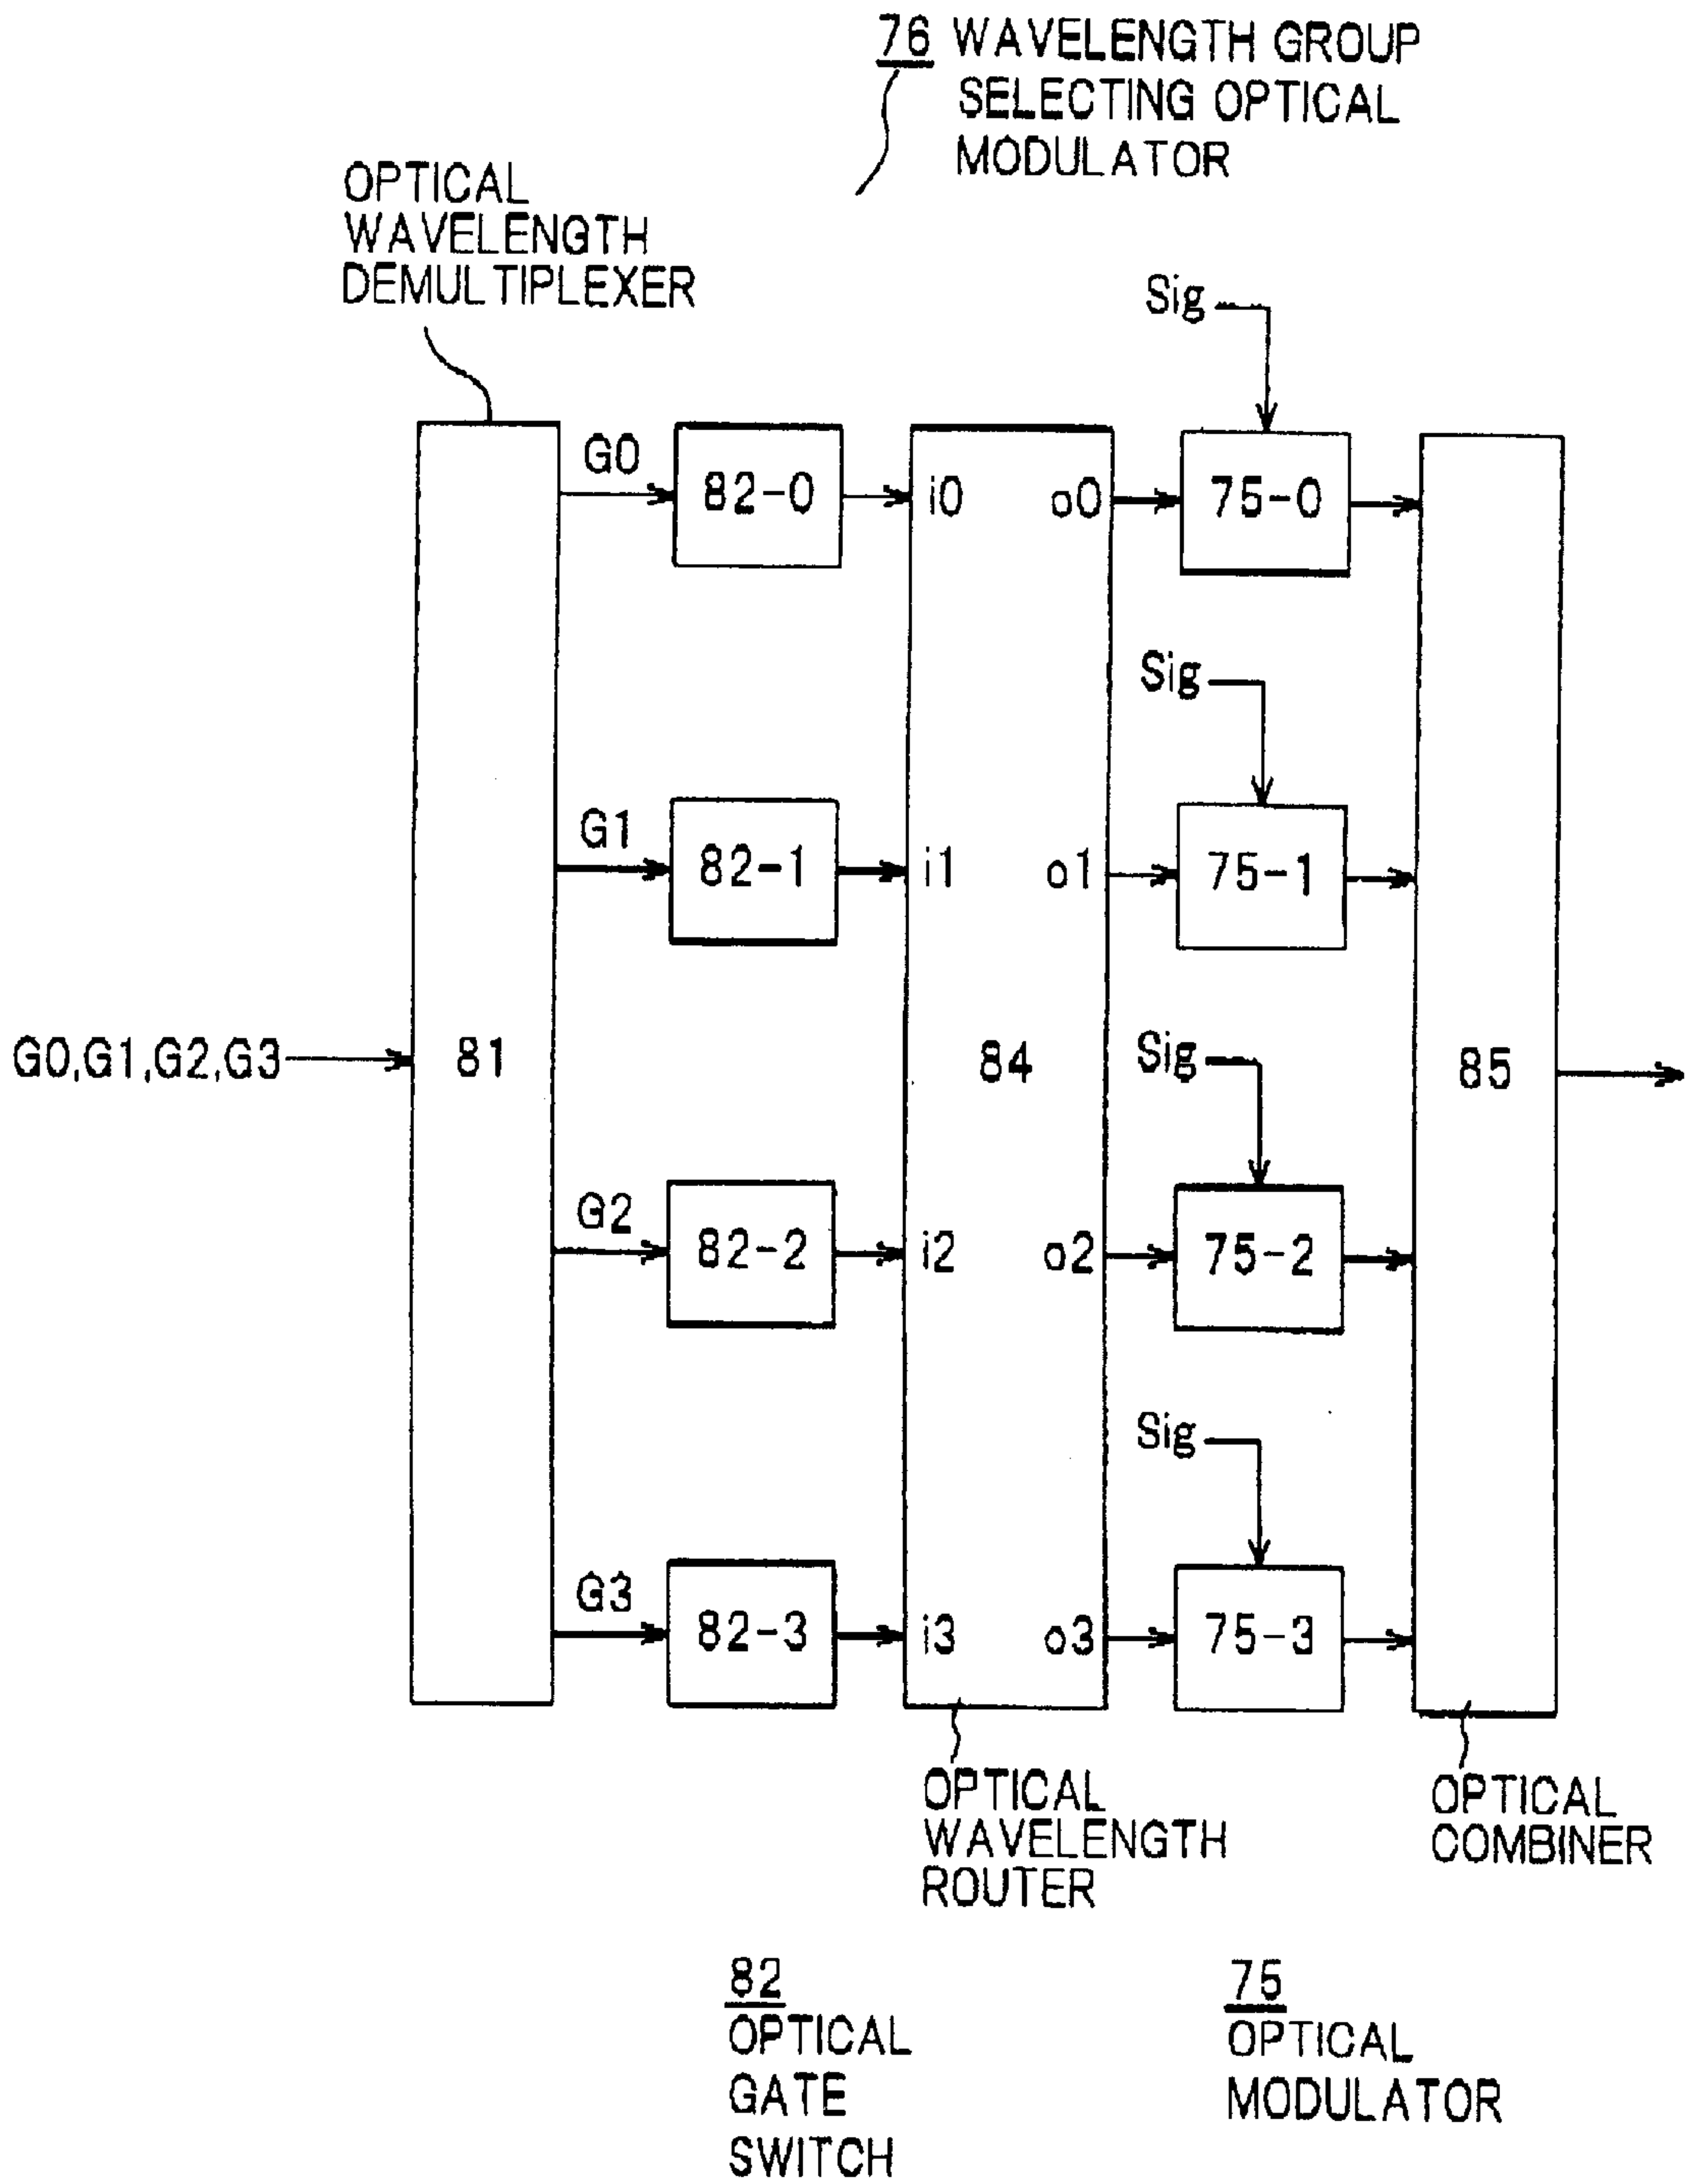 76 WAVELENGTH GROUP
SELECTING OPTICAL
MODULATOR
OPTICAL
WAVELENGTH
DEMULTIPLEXER
Sig
G0
82-0
i0
o0
75-0
Sig
G1
82-1
i1
o1
75-1
G0,G1,G2,G3
81
84
Sig
85
G2
82-2
i2
o2
75-2
Sig
G3
82-3
i3
o3
75-3
OPTICAL
WAVELENGTH
ROUTER
OPTICAL
COMBINER
82
OPTICAL
GATE
SWITCH
75
OPTICAL
MODULATOR